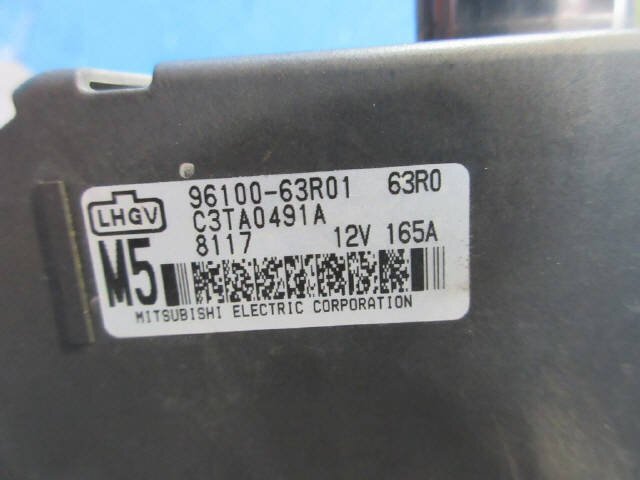 96100-63R01 63R0
LHGV C3TA0491A
8117 12V 165A
M5
MITSUBISHI ELECTRIC CORPORATION